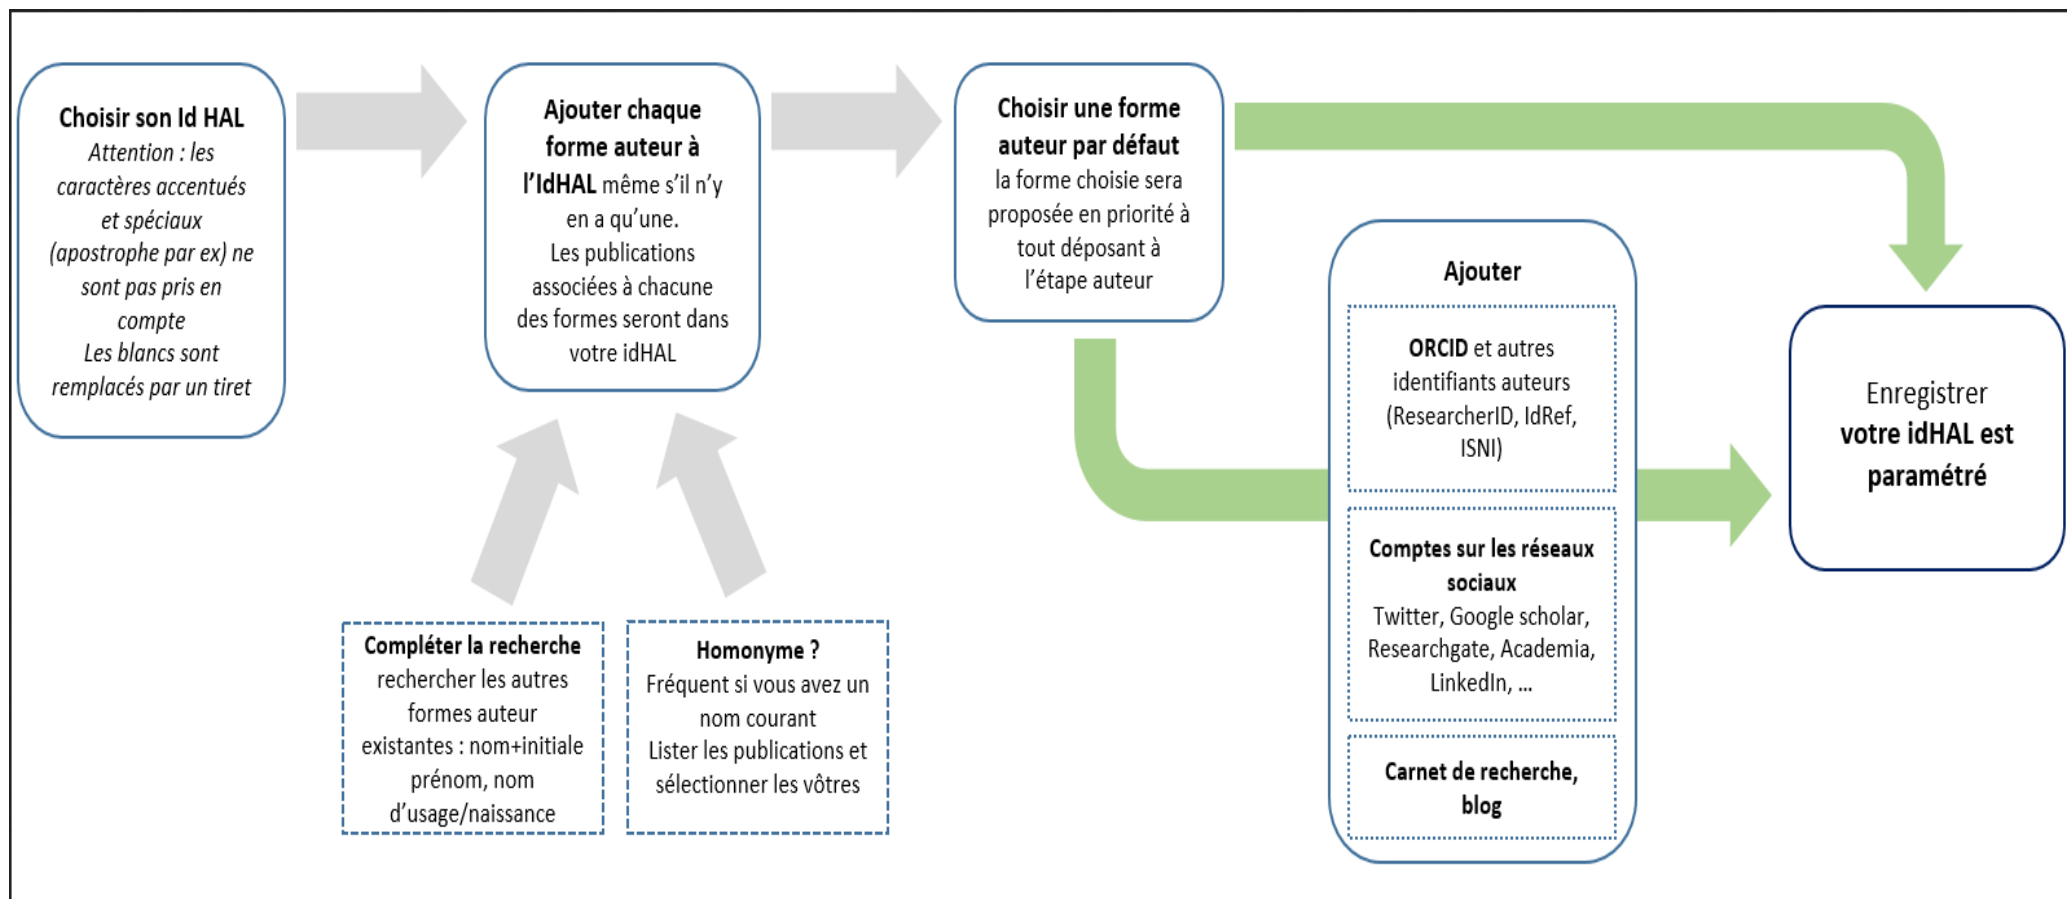 Choisir son Id HAL
Attention : les
caractères accentués
et spéciaux
(apostrophe par ex) ne
sont pas pris en
compte
Les blancs sont
remplacés par un tiret
Ajouter chaque
forme auteur à
l’IdHAL même s’il n’y
en a qu’une.
Les publications
associées à chacune
des formes seront dans
votre idHAL
Compléter la recherche
rechercher les autres
formes auteur
existantes : nom+initiale
prénom, nom
d’usage/naissance
Homonyme ?
Fréquent si vous avez un
nom courant
Lister les publications et
sélectionner les vôtres
Choisir une forme
auteur par défaut
la forme choisie sera
proposée en priorité à
tout déposant à
l’étape auteur
Ajouter
ORCID et autres
identifiants auteurs
(ResearcherID, IdRef,
ISNI)
Comptes sur les réseaux
sociaux
Twitter, Google scholar,
Researchgate, Academia,
LinkedIn, ...
Carnet de recherche,
blog
Enregistrer
votre idHAL est
paramétré